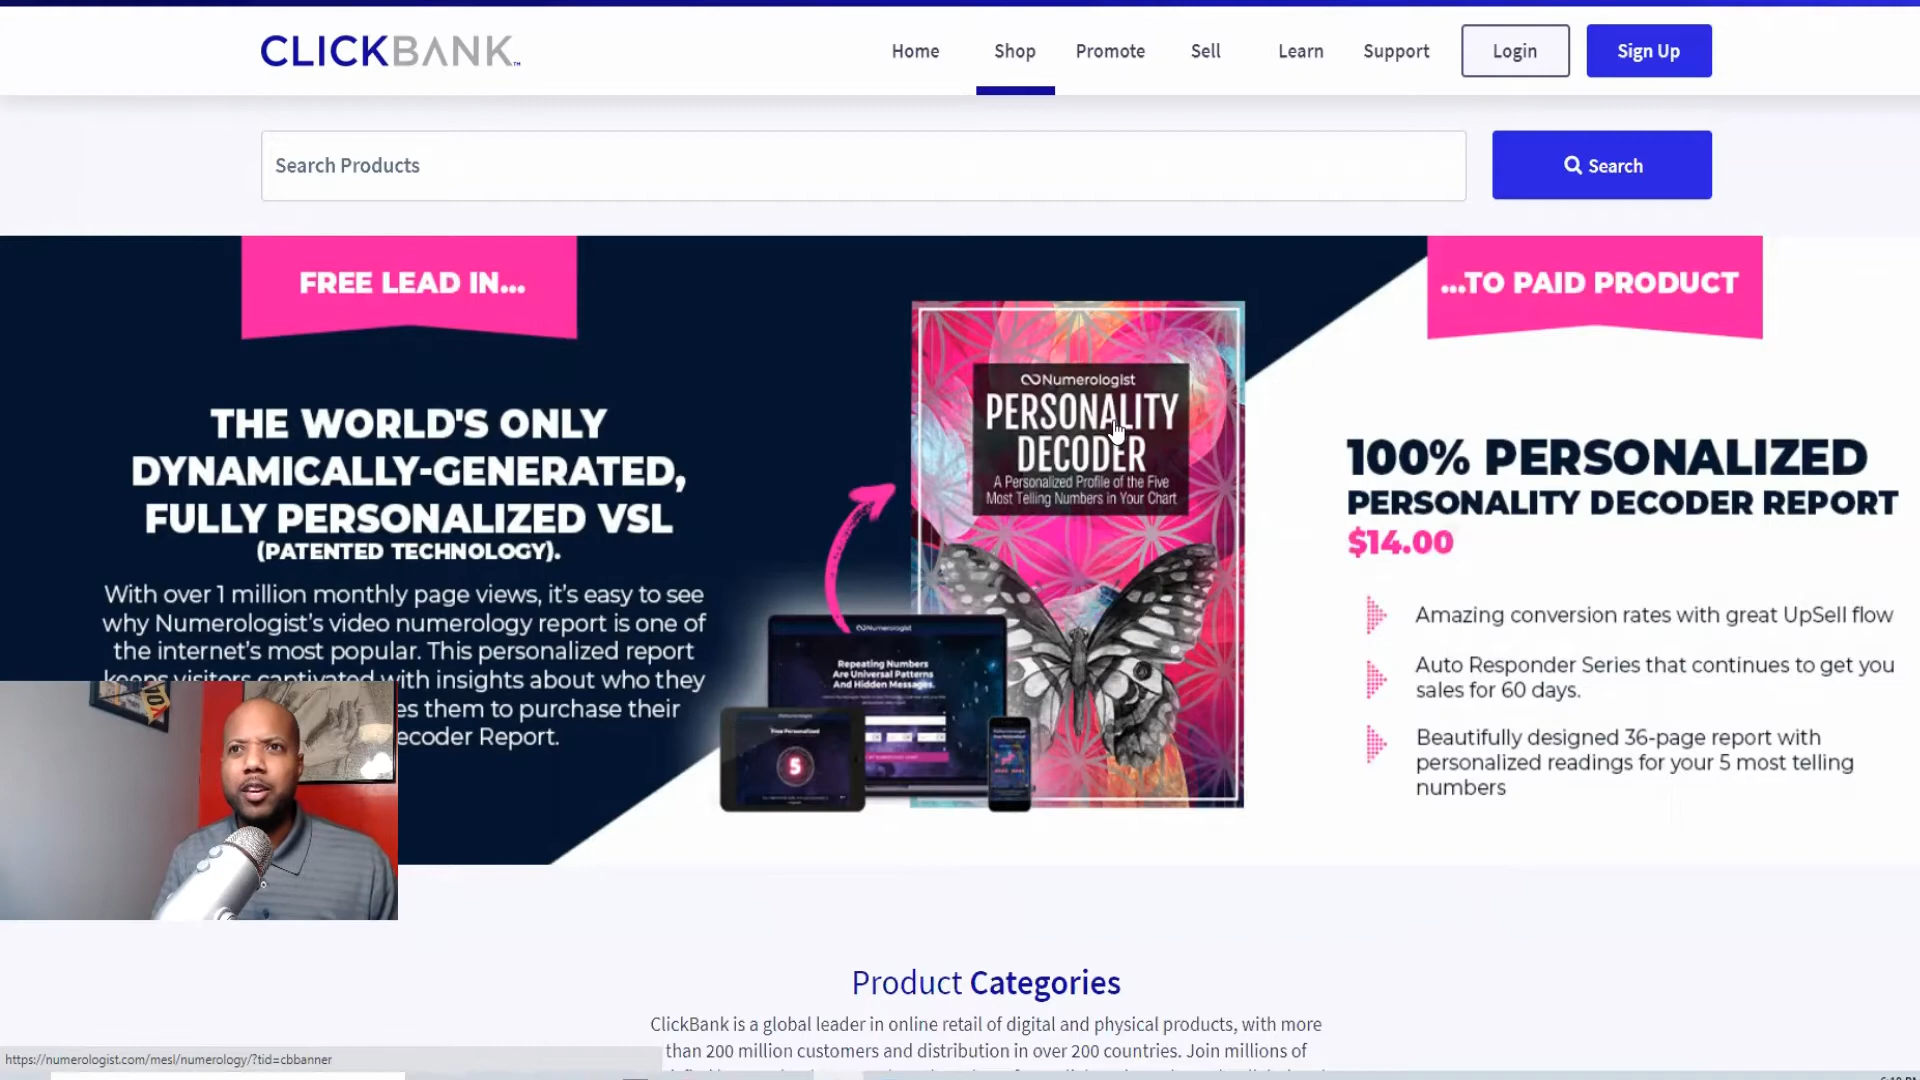 CLICKBANK
Home Shop Promote Sell Learn Support Login Sign Up
Search Products
Search
FREE LEAD IN...
...TO PAID PRODUCT
THE WORLD'S ONLY
DYNAMICALLY-GENERATED,
FULLY PERSONALIZED VSL
(PATENTED TECHNOLOGY).
With over 1 million monthly page views, it's easy to see
why Numerologist's video numerology report is one of
the internet's most popular. This personalized report
keeps visitors captivated with insights about who they
es them to purchase their
ecoder Report.
Numerologist
PERSONALITY
DECODER
A Personalized Profile of the Five
Most Telling Numbers in Your Chart
Numerologist
Repeating Numbers
Are Universal Patterns
And Hidden Messages.
Free Personalized
5
100% PERSONALIZED
PERSONALITY DECODER REPORT
$14.00
Amazing conversion rates with great UpSell flow
Auto Responder Series that continues to get you
sales for 60 days.
Beautifully designed 36-page report with
personalized readings for your 5 most telling
numbers
Product Categories
ClickBank is a global leader in online retail of digital and physical products, with more
than 200 million customers and distribution in over 200 countries. Join millions of
https://numerologist.com/mesl/numerology/?tid=cbbanner